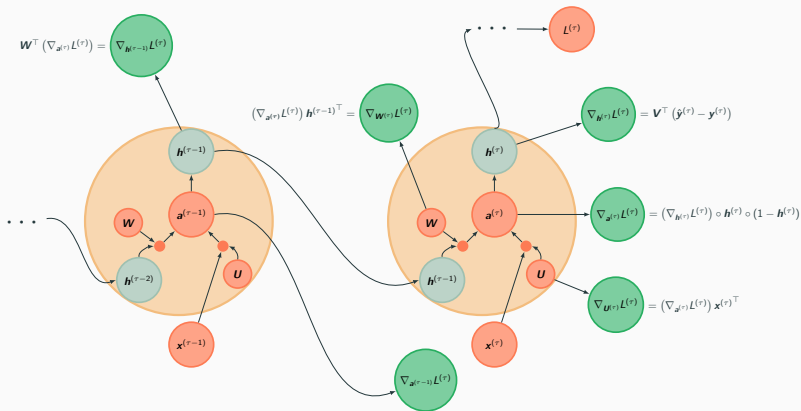 · · ·
L^{(τ)}
W^⊤ (∇_{a^{(τ)}} L^{(τ)}) = ∇_{h^{(τ−1)}} L^{(τ)}
(∇_{a^{(τ)}} L^{(τ)}) h^{(τ−1)⊤} = ∇_{W^{(τ)}} L^{(τ)}
∇_{h^{(τ)}} L^{(τ)} = V^⊤ (ŷ^{(τ)} − y^{(τ)})
h^{(τ−1)}
h^{(τ)}
W
a^{(τ−1)}
W
a^{(τ)}
∇_{a^{(τ)}} L^{(τ)} = (∇_{h^{(τ)}} L^{(τ)}) ∘ h^{(τ)} ∘ (1 − h^{(τ)})
· · ·
h^{(τ−2)}
U
h^{(τ−1)}
U
∇_{U^{(τ)}} L^{(τ)} = (∇_{a^{(τ)}} L^{(τ)}) x^{(τ)⊤}
x^{(τ−1)}
x^{(τ)}
∇_{a^{(τ−1)}} L^{(τ)}